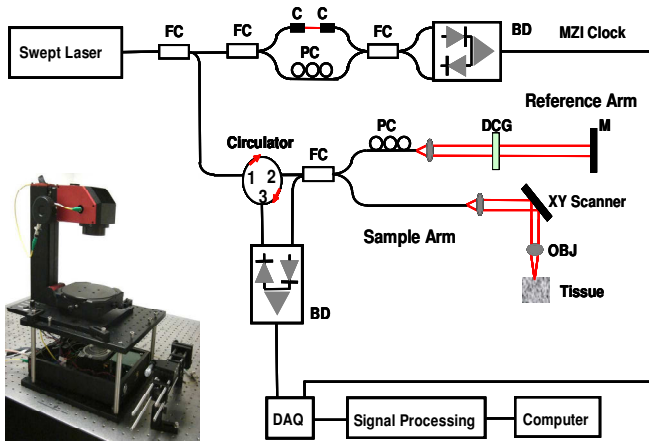 FC
C
C
FC
FC
BD
MZI Clock
Swept Laser
PC
Reference Arm
PC
DCG
M
Circulator
FC
1
2
3
XY Scanner
Sample Arm
OBJ
Tissue
BD
DAQ
Signal Processing
Computer